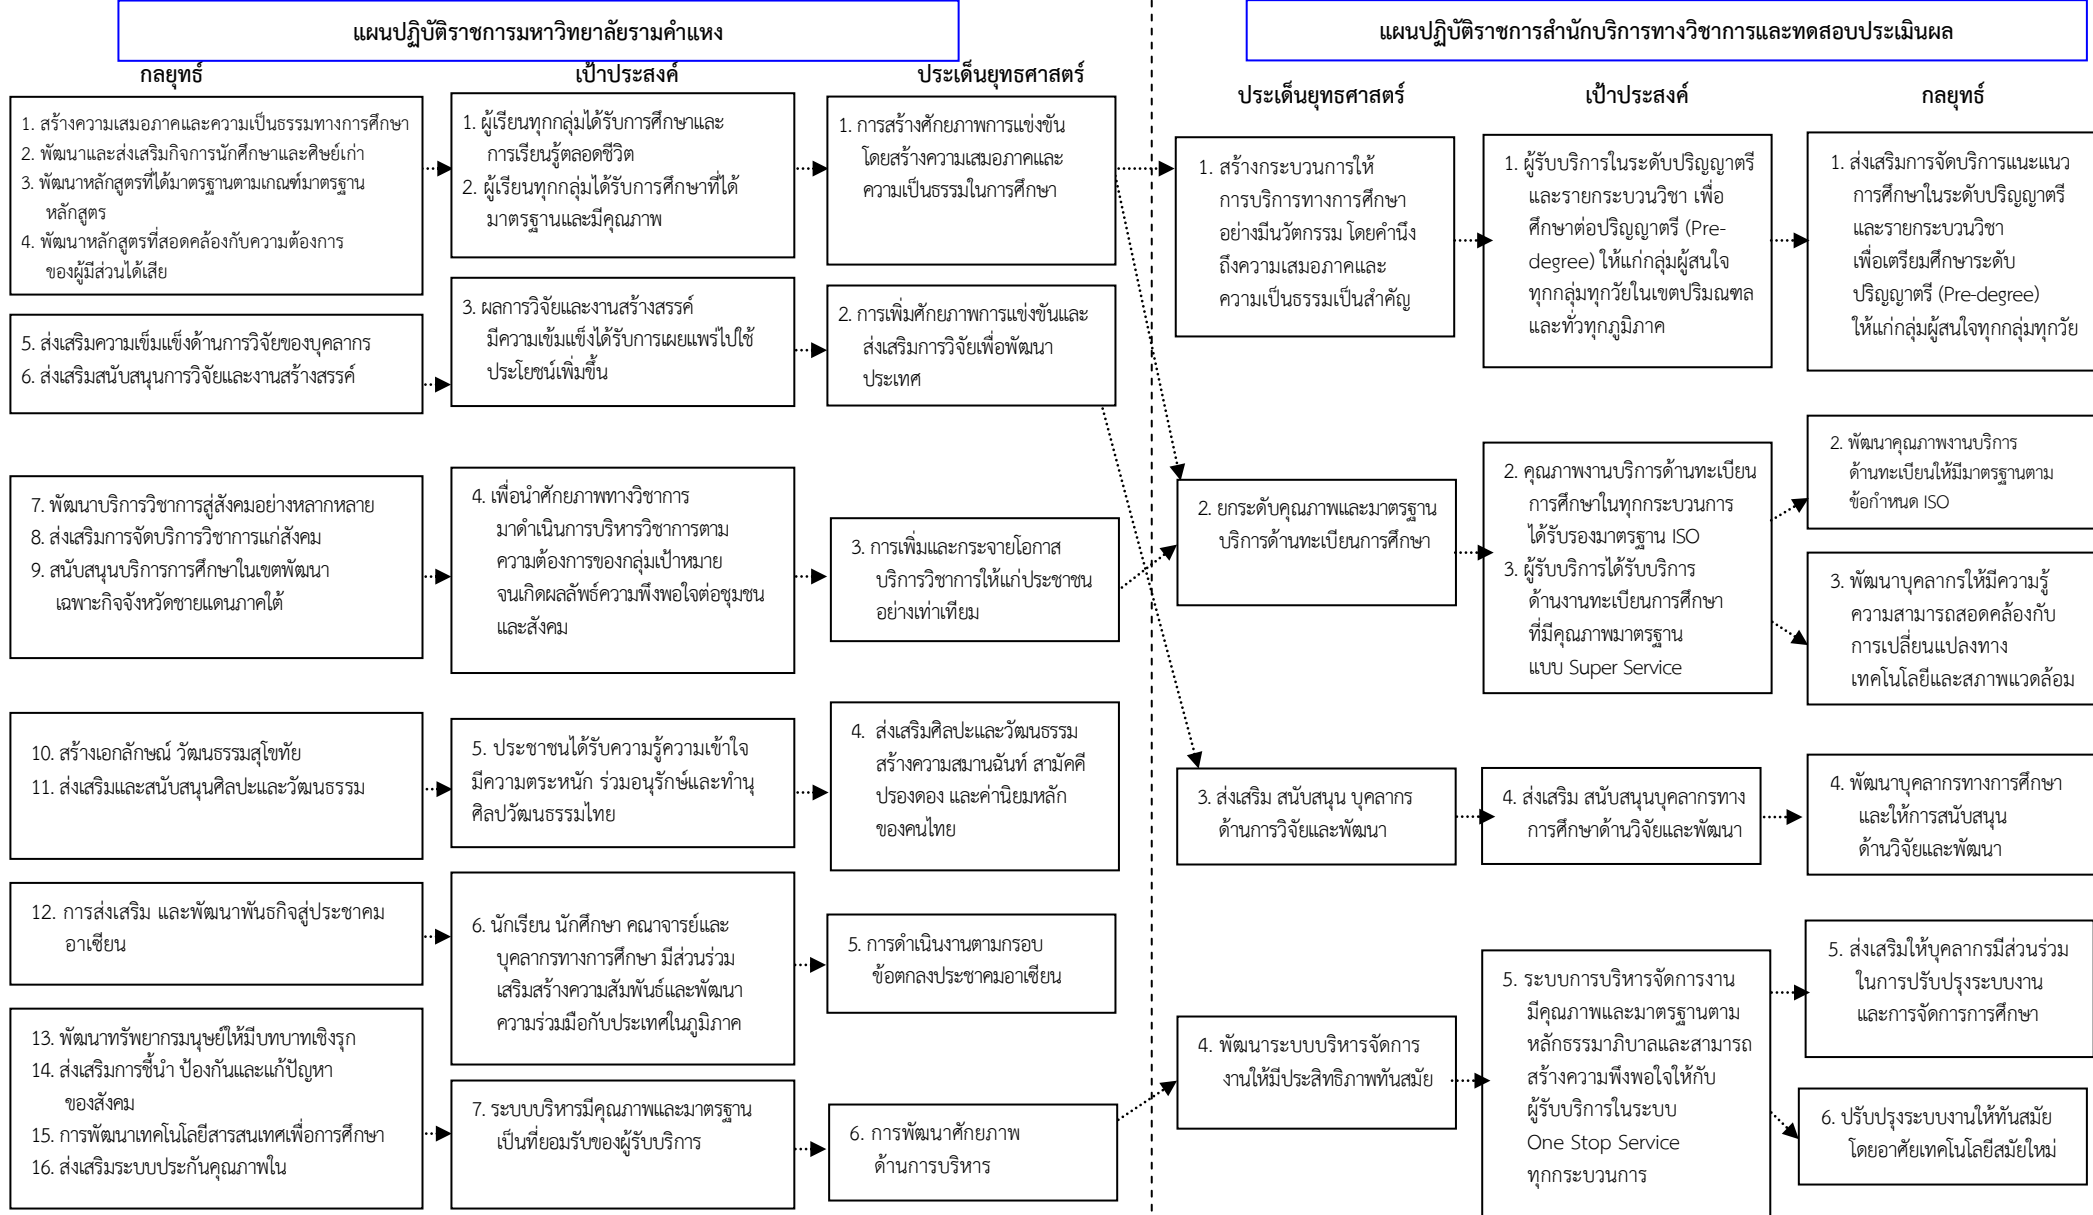 แผนปฏิบัติราชการมหาวิทยาลัยรามคำแหง
กลยุทธ์
เป้าประสงค์
ประเด็นยุทธศาสตร์
1. สร้างความเสมอภาคและความเป็นธรรมทางการศึกษา
2. พัฒนาและส่งเสริมกิจการนักศึกษาและศิษย์เก่า
3. พัฒนาหลักสูตรที่ได้มาตรฐานตามเกณฑ์มาตรฐาน
หลักสูตร
4. พัฒนาหลักสูตรที่สอดคล้องกับความต้องการ
ของผู้มีส่วนได้เสีย
1. ผู้เรียนทุกกลุ่มได้รับการศึกษาและ
การเรียนรู้ตลอดชีวิต
2. ผู้เรียนทุกกลุ่มได้รับการศึกษาที่ได้
มาตรฐานและมีคุณภาพ
1. การสร้างศักยภาพการแข่งขัน
โดยสร้างความเสมอภาคและ
ความเป็นธรรมในการศึกษา
5. ส่งเสริมความเข็มแข็งด้านการวิจัยของบุคลากร
6. ส่งเสริมสนับสนุนการวิจัยและงานสร้างสรรค์
3. ผลการวิจัยและงานสร้างสรรค์
มีความเข้มแข็งได้รับการเผยแพร่ไปใช้
ประโยชน์เพิ่มขึ้น
2. การเพิ่มศักยภาพการแข่งขันและ
ส่งเสริมการวิจัยเพื่อพัฒนา
ประเทศ
7. พัฒนาบริการวิชาการสู่สังคมอย่างหลากหลาย
8. ส่งเสริมการจัดบริการวิชาการแก่สังคม
9. สนับสนุนบริการการศึกษาในเขตพัฒนา
เฉพาะกิจจังหวัดชายแดนภาคใต้
4. เพื่อนำศักยภาพทางวิชาการ
มาดำเนินการบริหารวิชาการตาม
ความต้องการของกลุ่มเป้าหมาย
จนเกิดผลลัพธ์ความพึงพอใจต่อชุมชน
และสังคม
3. การเพิ่มและกระจายโอกาส
บริการวิชาการให้แก่ประชาชน
อย่างเท่าเทียม
10. สร้างเอกลักษณ์ วัฒนธรรมสุโขทัย
11. ส่งเสริมและสนับสนุนศิลปะและวัฒนธรรม
5. ประชาชนได้รับความรู้ความเข้าใจ
มีความตระหนัก ร่วมอนุรักษ์และทำนุ
ศิลปวัฒนธรรมไทย
4. ส่งเสริมศิลปะและวัฒนธรรม
สร้างความสมานฉันท์ สามัคคี
ปรองดอง และค่านิยมหลัก
ของคนไทย
12. การส่งเสริม และพัฒนาพันธกิจสู่ประชาคม
อาเซียน
6. นักเรียน นักศึกษา คณาจารย์และ
บุคลากรทางการศึกษา มีส่วนร่วม
เสริมสร้างความสัมพันธ์และพัฒนา
ความร่วมมือกับประเทศในภูมิภาค
5. การดำเนินงานตามกรอบ
ข้อตกลงประชาคมอาเซียน
13. พัฒนาทรัพยากรมนุษย์ให้มีบทบาทเชิงรุก
14. ส่งเสริมการชี้นำ ป้องกันและแก้ปัญหา
ของสังคม
15. การพัฒนาเทคโนโลยีสารสนเทศเพื่อการศึกษา
16. ส่งเสริมระบบประกันคุณภาพใน
7. ระบบบริหารมีคุณภาพและมาตรฐาน
เป็นที่ยอมรับของผู้รับบริการ
6. การพัฒนาศักยภาพ
ด้านการบริหาร
แผนปฏิบัติราชการสำนักบริการทางวิชาการและทดสอบประเมินผล
ประเด็นยุทธศาสตร์
เป้าประสงค์
กลยุทธ์
1. สร้างกระบวนการให้
การบริการทางการศึกษา
อย่างมีนวัตกรรม โดยคำนึง
ถึงความเสมอภาคและ
ความเป็นธรรมเป็นสำคัญ
1. ผู้รับบริการในระดับปริญญาตรี
และรายกระบวนวิชา เพื่อ
ศึกษาต่อปริญญาตรี (Pre-
degree) ให้แก่กลุ่มผู้สนใจ
ทุกกลุ่มทุกวัยในเขตปริมณฑล
และทั่วทุกภูมิภาค
1. ส่งเสริมการจัดบริการแนะแนว
การศึกษาในระดับปริญญาตรี
และรายกระบวนวิชา
เพื่อเตรียมศึกษาระดับ
ปริญญาตรี (Pre-degree)
ให้แก่กลุ่มผู้สนใจทุกกลุ่มทุกวัย
2. ยกระดับคุณภาพและมาตรฐาน
บริการด้านทะเบียนการศึกษา
2. คุณภาพงานบริการด้านทะเบียน
การศึกษาในทุกกระบวนการ
ได้รับรองมาตรฐาน ISO
3. ผู้รับบริการได้รับบริการ
ด้านงานทะเบียนการศึกษา
ที่มีคุณภาพมาตรฐาน
แบบ Super Service
2. พัฒนาคุณภาพงานบริการ
ด้านทะเบียนให้มีมาตรฐานตาม
ข้อกำหนด ISO
3. พัฒนาบุคลากรให้มีความรู้
ความสามารถสอดคล้องกับ
การเปลี่ยนแปลงทาง
เทคโนโลยีและสภาพแวดล้อม
3. ส่งเสริม สนับสนุน บุคลากร
ด้านการวิจัยและพัฒนา
4. ส่งเสริม สนับสนุนบุคลากรทาง
การศึกษาด้านวิจัยและพัฒนา
4. พัฒนาบุคลากรทางการศึกษา
และให้การสนับสนุน
ด้านวิจัยและพัฒนา
4. พัฒนาระบบบริหารจัดการ
งานให้มีประสิทธิภาพทันสมัย
5. ระบบการบริหารจัดการงาน
มีคุณภาพและมาตรฐานตาม
หลักธรรมาภิบาลและสามารถ
สร้างความพึงพอใจให้กับ
ผู้รับบริการในระบบ
One Stop Service
ทุกกระบวนการ
5. ส่งเสริมให้บุคลากรมีส่วนร่วม
ในการปรับปรุงระบบงาน
และการจัดการการศึกษา
6. ปรับปรุงระบบงานให้ทันสมัย
โดยอาศัยเทคโนโลยีสมัยใหม่